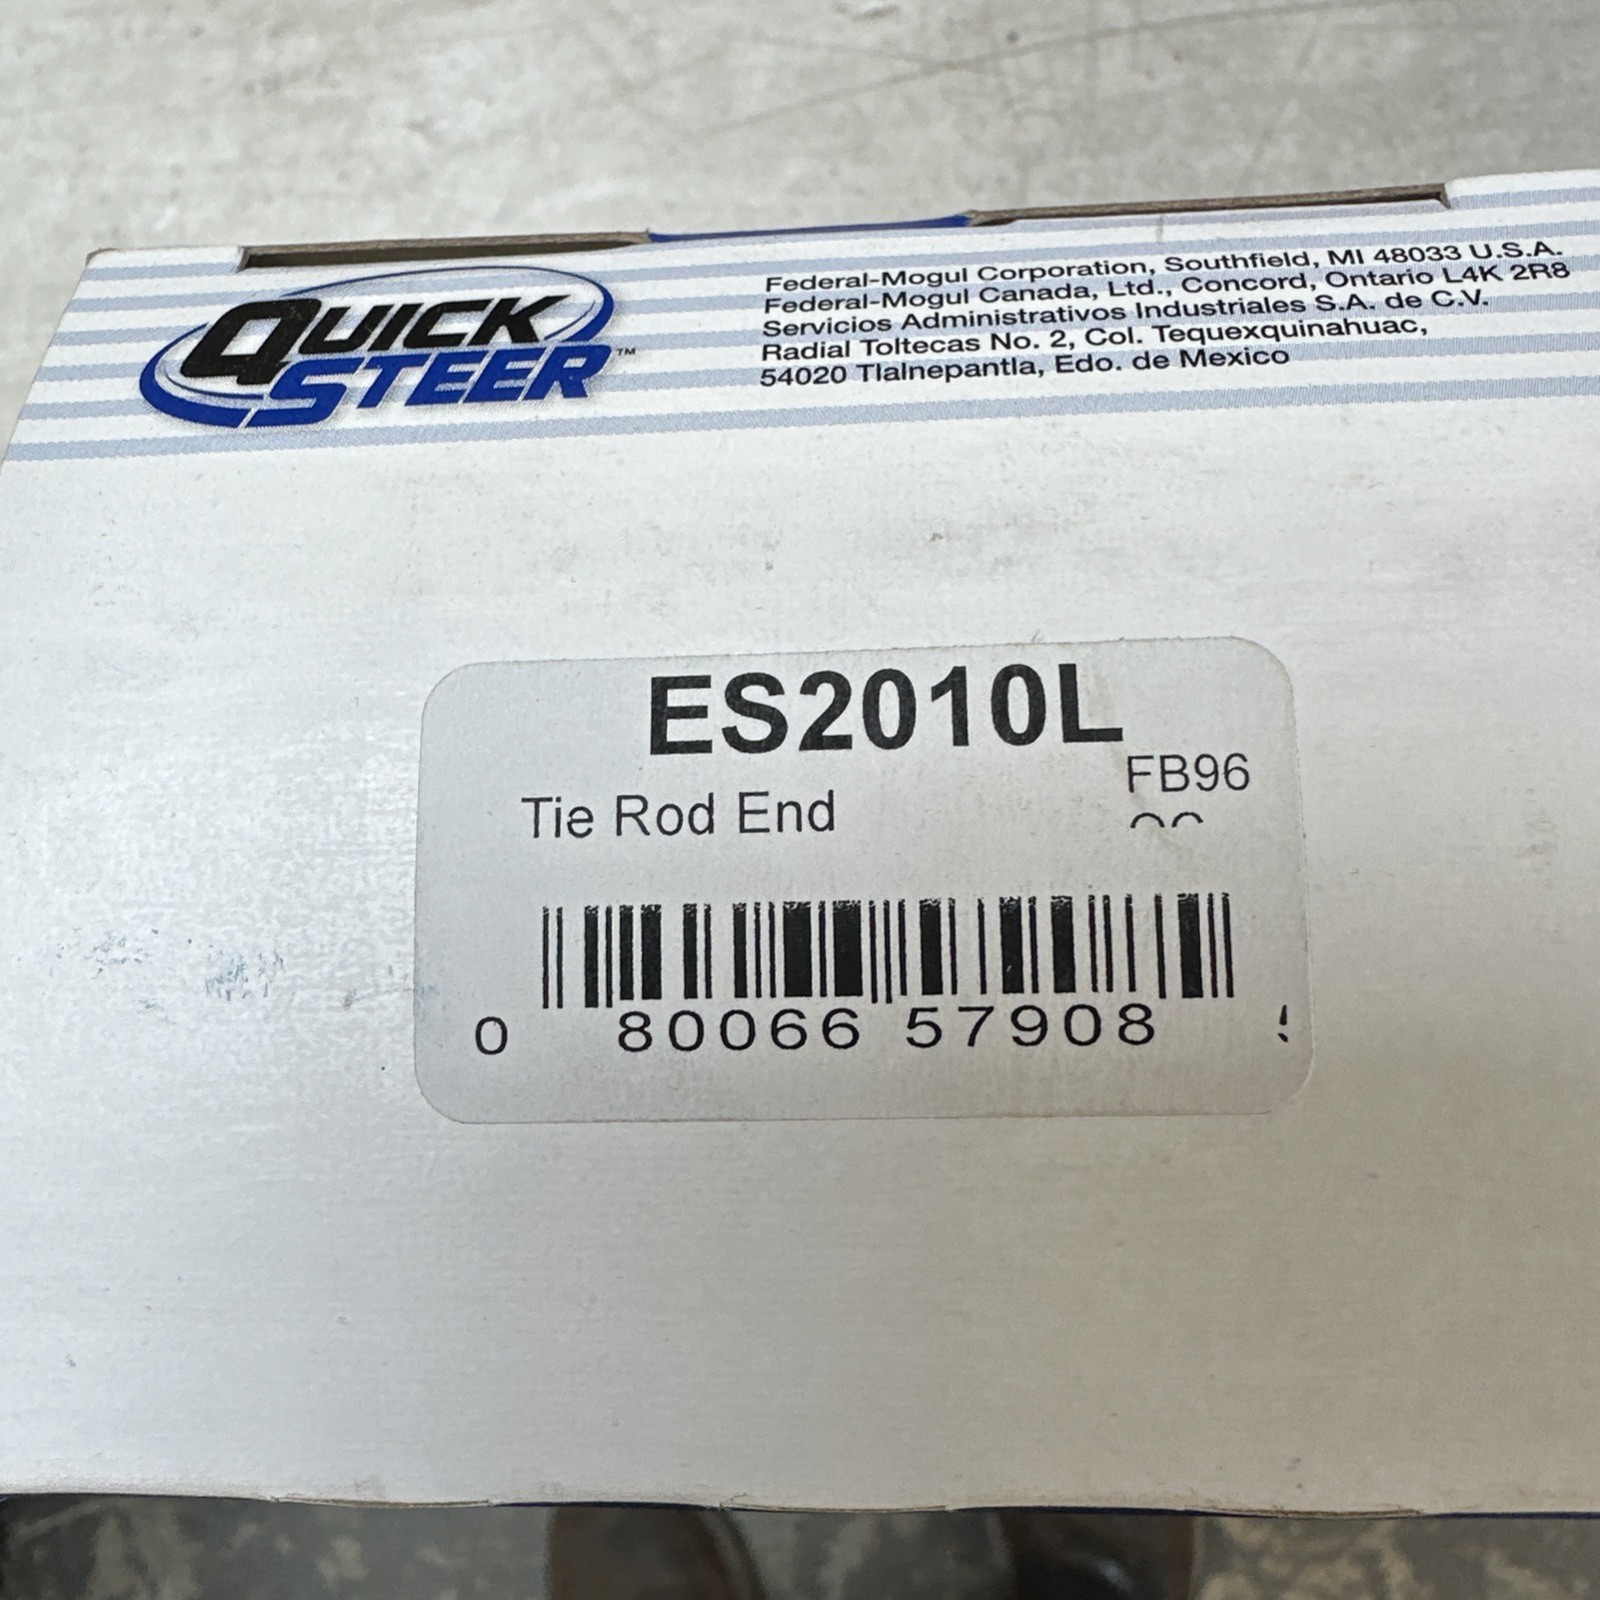 QUICK
STEER™
Federal-Mogul Corporation, Southfield, MI 48033 U.S.A.
Federal-Mogul Canada, Ltd., Concord, Ontario L4K 2R8
Servicios Administrativos Industriales S.A. de C.V.
Radial Toltecas No. 2, Col. Tequexquinahuac,
54020 Tlalnepantla, Edo. de Mexico
ES2010L
FB96
Tie Rod End
0 80066 57908